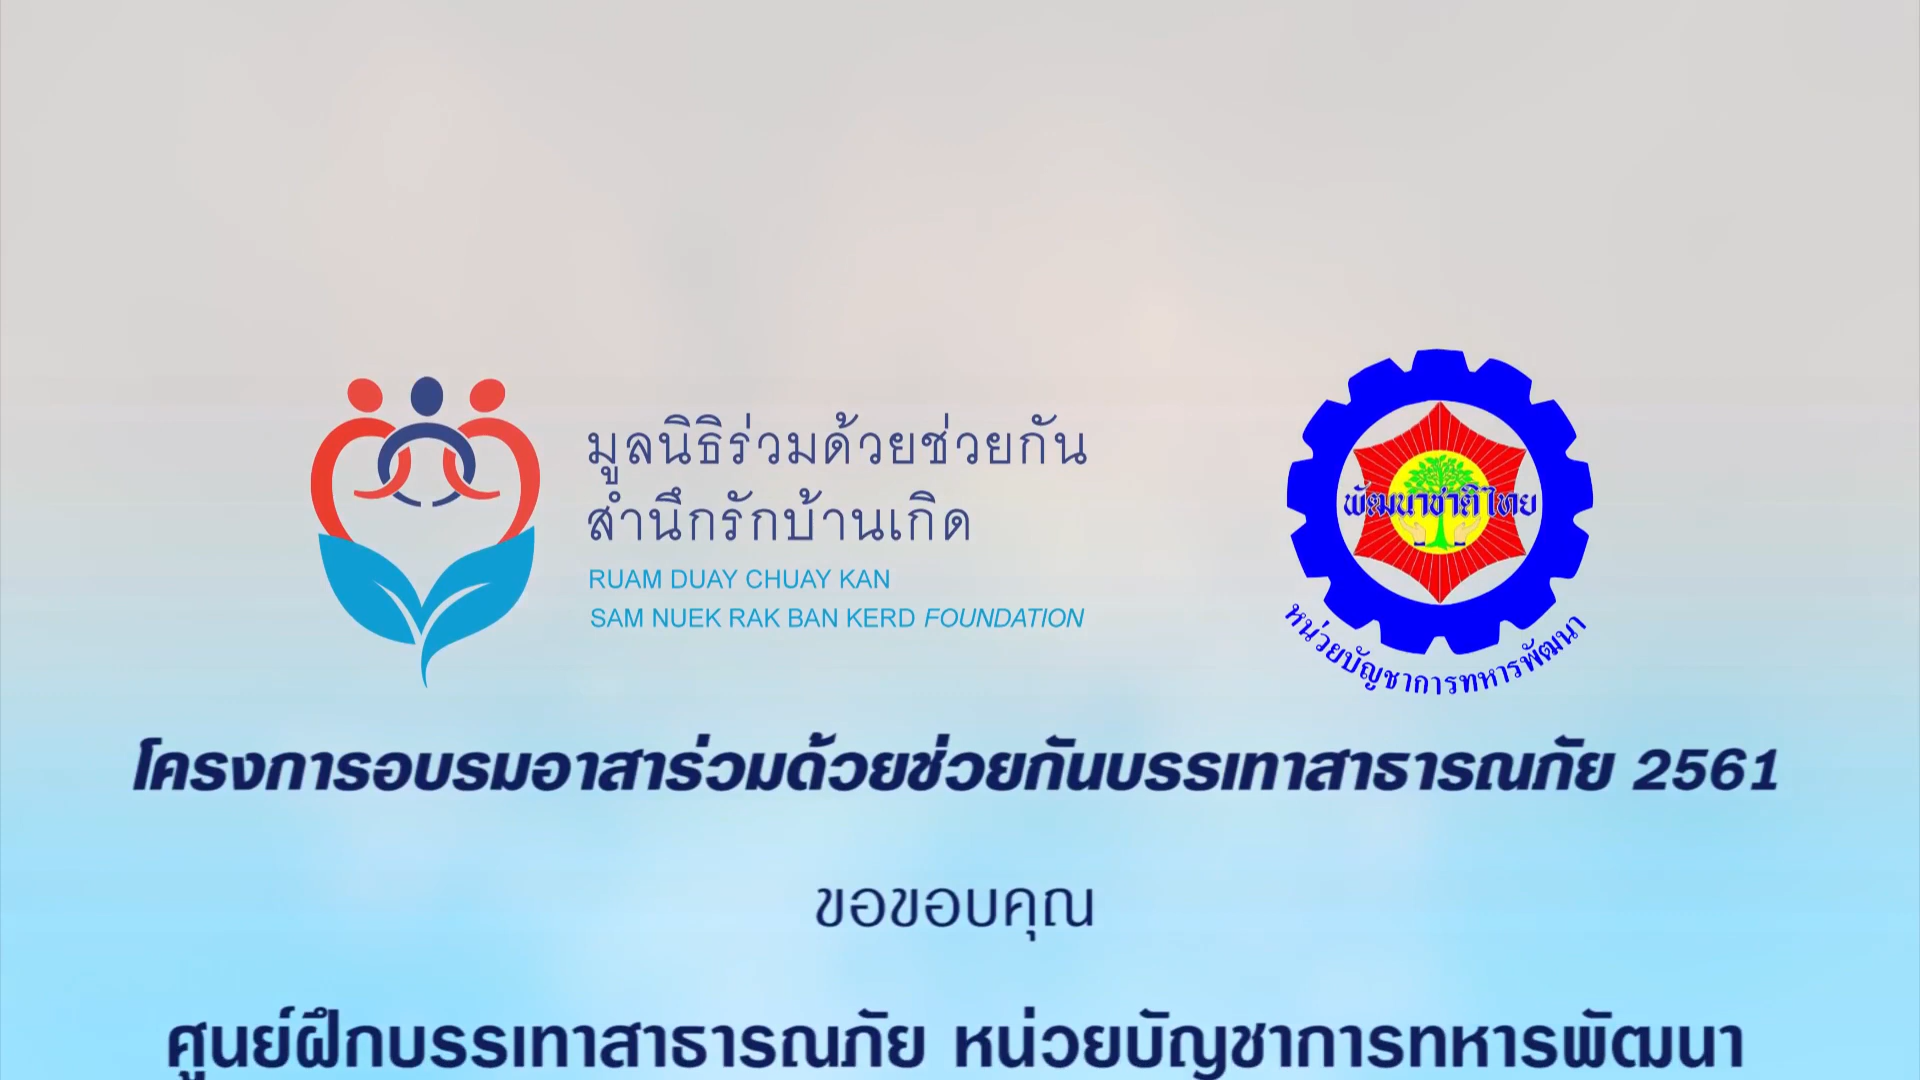 มูลนิธิร่วมด้วยช่วยกัน
สำนึกรักบ้านเกิด
RUAM DUAY CHUAY KAN
SAM NUEK RAK BAN KERD FOUNDATION
พัฒนาชาติไทย
หน่วยบัญชาการทหารพัฒนา
โครงการอบรมอาสาร่วมด้วยช่วยกันบรรเทาสาธารณภัย 2561
ขอขอบคุณ
ศูนย์ฝึกบรรเทาสาธารณภัย หน่วยบัญชาการทหารพัฒนา